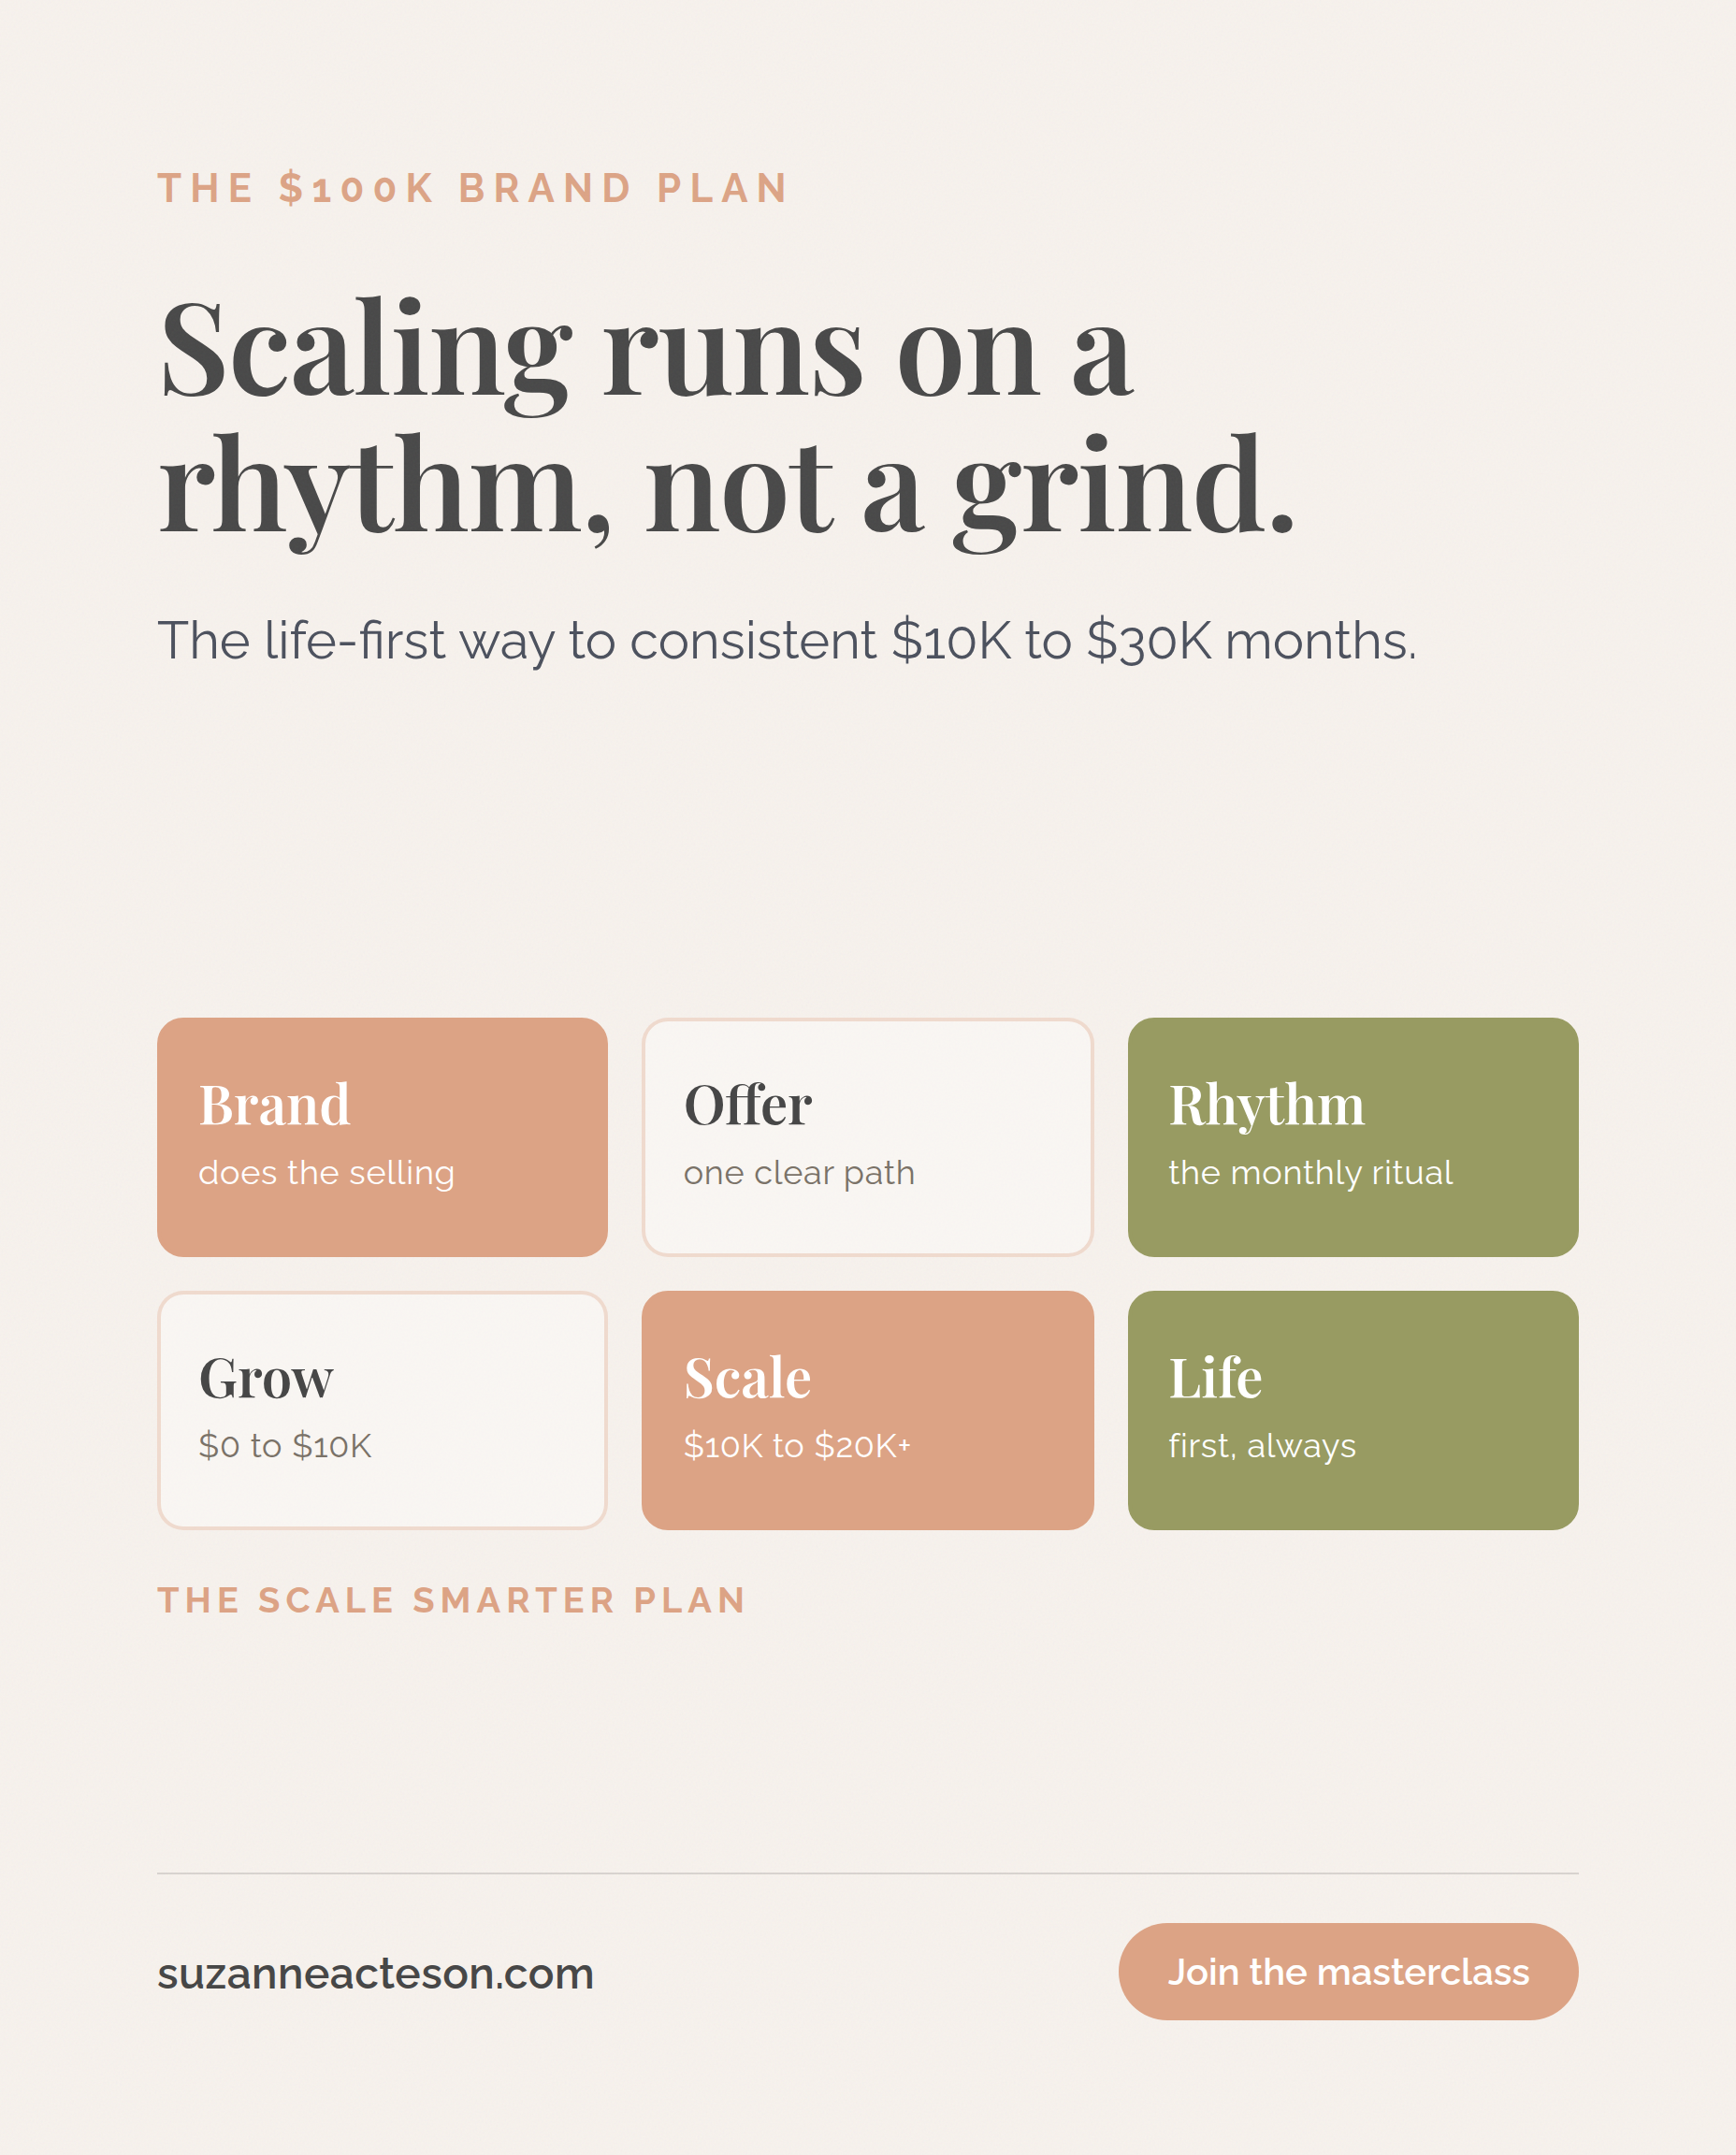 THE $100K BRAND PLAN
Scaling runs on a
rhythm, not a grind.
The life-first way to consistent $10K to $30K months.
Brand
does the selling
Offer
one clear path
Rhythm
the monthly ritual
Grow
$0 to $10K
Scale
$10K to $20K+
Life
first, always
THE SCALE SMARTER PLAN
suzanneacteson.com
Join the masterclass